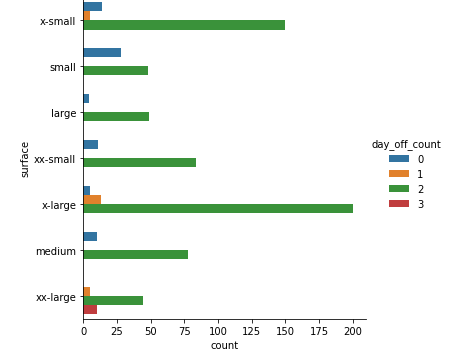 x-small
small
large
xx-small
x-large
medium
xx-large
surface
0 25 50 75 100 125 150 175 200
count
day_off_count
0
1
2
3